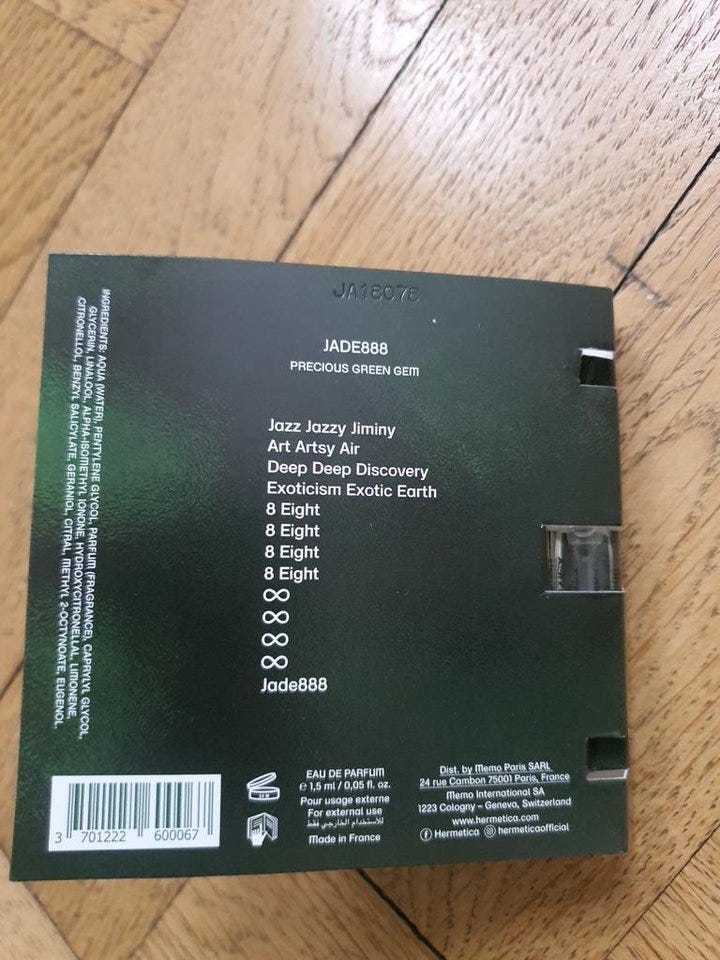 JA16076
JADE888
PRECIOUS GREEN GEM
Jazz Jazzy Jiminy
Art Artsy Air
Deep Deep Discovery
Exoticism Exotic Earth
8 Eight
8 Eight
8 Eight
8 Eight
∞
∞
∞
∞
Jade888
INGREDIENTS: AQUA (WATER), PENTYLENE GLYCOL, PARFUM (FRAGRANCE), CAPRYLYL GLYCOL,
GLYCERIN, LINALOOL, ALPHA-ISOMETHYL IONONE, HYDROXYCITRONELLAL, LIMONENE,
CITRONELLOL, BENZYL SALICYLATE, GERANIOL, CITRAL, METHYL 2-OCTYNOATE, EUGENOL.
3 701222 600067
EAU DE PARFUM
e 1,5 ml / 0,05 fl. oz.
Pour usage externe
For external use
للاستخدام الخارجي فقط
Made in France
Dist. by Memo Paris SARL
24 rue Cambon 75001 Paris, France
Memo International SA
1223 Cologny – Geneva, Switzerland
www.hermetica.com
Hermetica hermeticaofficial